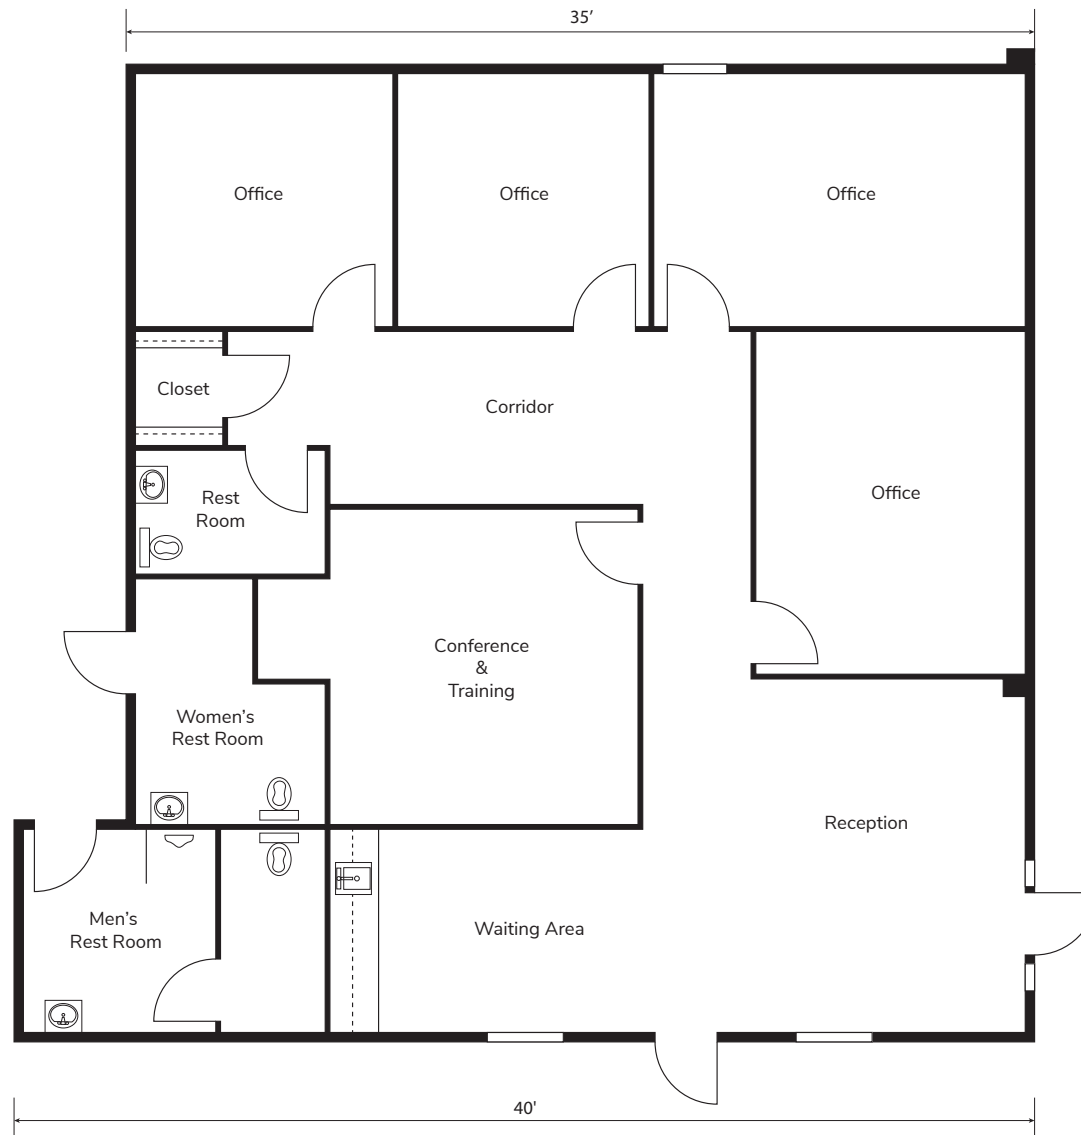 35’
Office
Office
Office
Closet
Corridor
Rest
Room
Office
Conference
&
Training
Women’s
Rest Room
Reception
Men’s
Rest Room
Waiting Area
40'